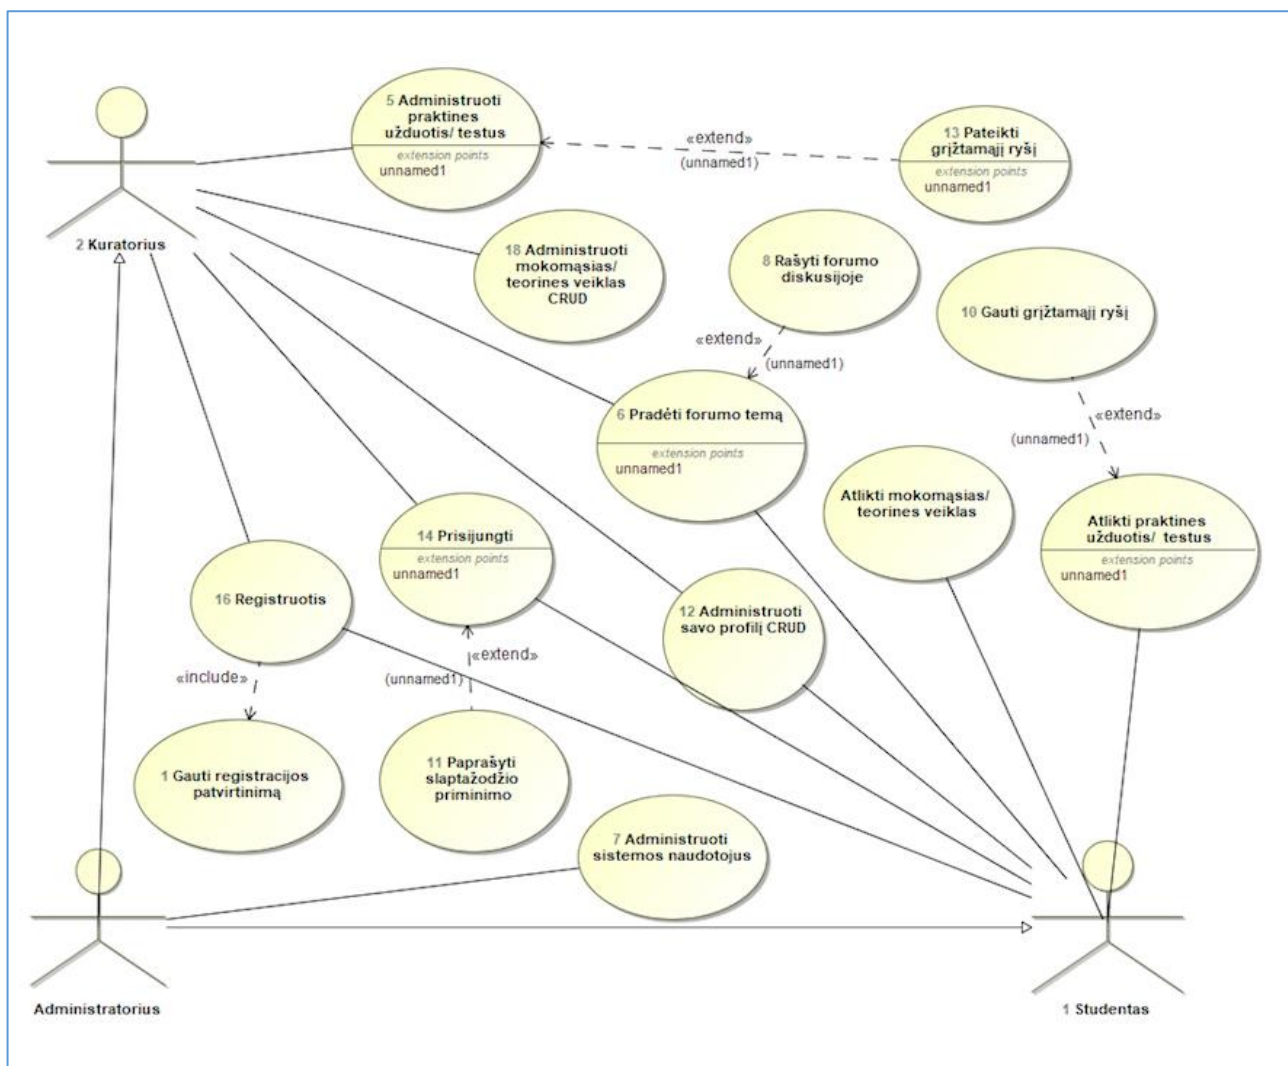 5 Administruoti
praktines
užduotis/ testus
extension points
unnamed1
«extend»
(unnamed1)
13 Pateikti
grįžtamąjį ryšį
extension points
unnamed1
2 Kuratorius
18 Administruoti
mokomąsias/
teorines veiklas
CRUD
8 Rašyti forumo
diskusijoje
10 Gauti grįžtamąjį ryšį
«extend»
(unnamed1)
«extend»
(unnamed1)
6 Pradėti forumo temą
extension points
unnamed1
Atlikti mokomąsias/
teorines veiklas
Atlikti praktines
užduotis/ testus
extension points
unnamed1
14 Prisijungti
extension points
unnamed1
16 Registruotis
12 Administruoti
savo profilį CRUD
«include»
«extend»
(unnamed1)
1 Gauti registracijos
patvirtinimą
11 Paprašyti
slaptažodžio
priminimo
7 Administruoti
sistemos naudotojus
Administratorius
1 Studentas